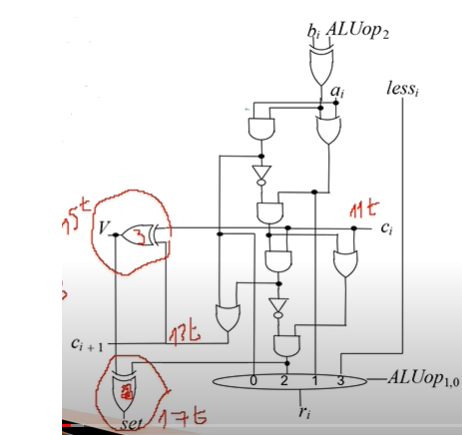 bᵢ ALUop₂
aᵢ
lessᵢ
11t
15t
V
3
cᵢ
13t
cᵢ₊₁
0 2 1 3
ALUop₁,₀
set
17t
rᵢ